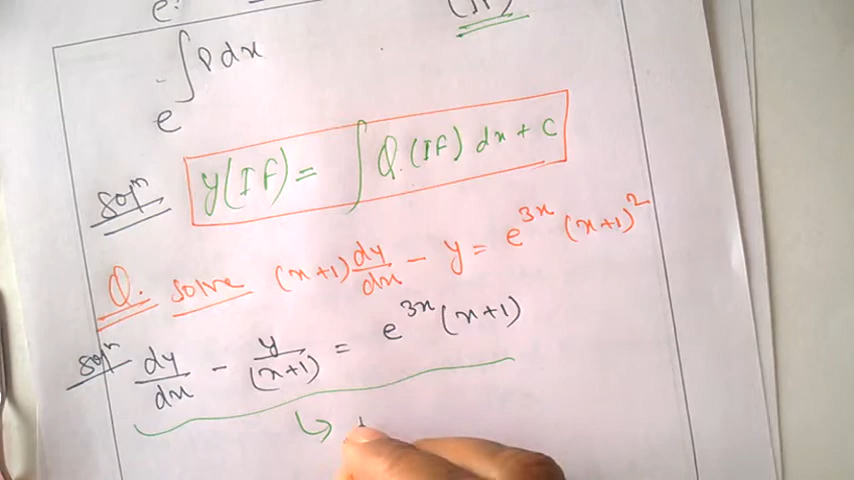 e
e^∫Pdx
Solⁿ y(IF) = ∫ Q.(IF) dx + C
Q. solve (x+1) dy/dx - y = e^3x (x+1)^2
Solⁿ dy/dx - y/(x+1) = e^3x (x+1)